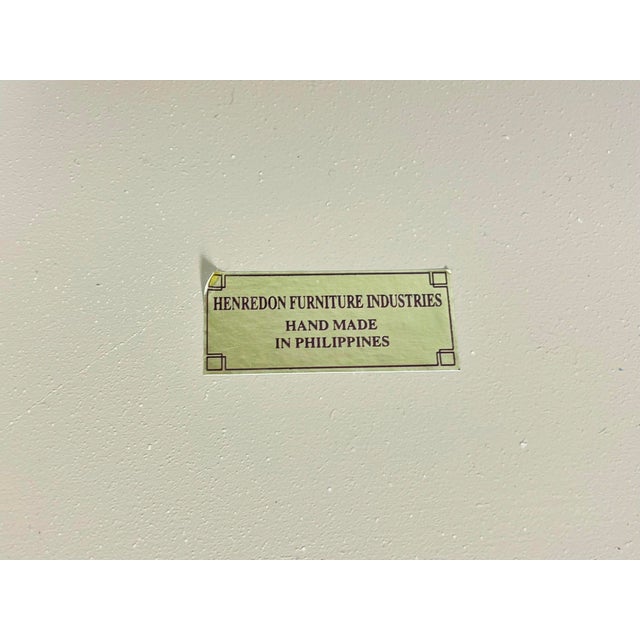 HENREDON FURNITURE INDUSTRIES
HAND MADE
IN PHILIPPINES